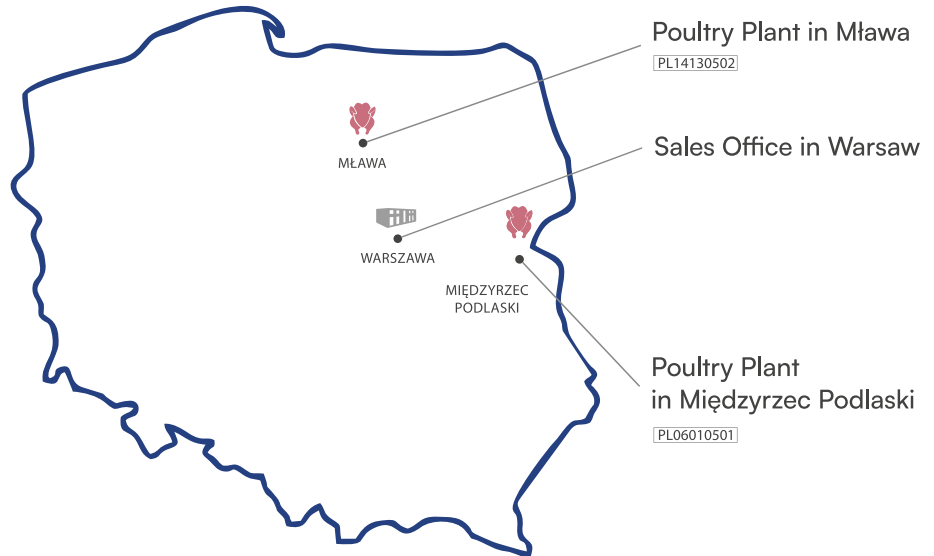 Poultry Plant in Mława
PL14130502
MŁAWA
Sales Office in Warsaw
WARSZAWA
MIĘDZYRZEC
PODLASKI
Poultry Plant
in Międzyrzec Podlaski
PL06010501